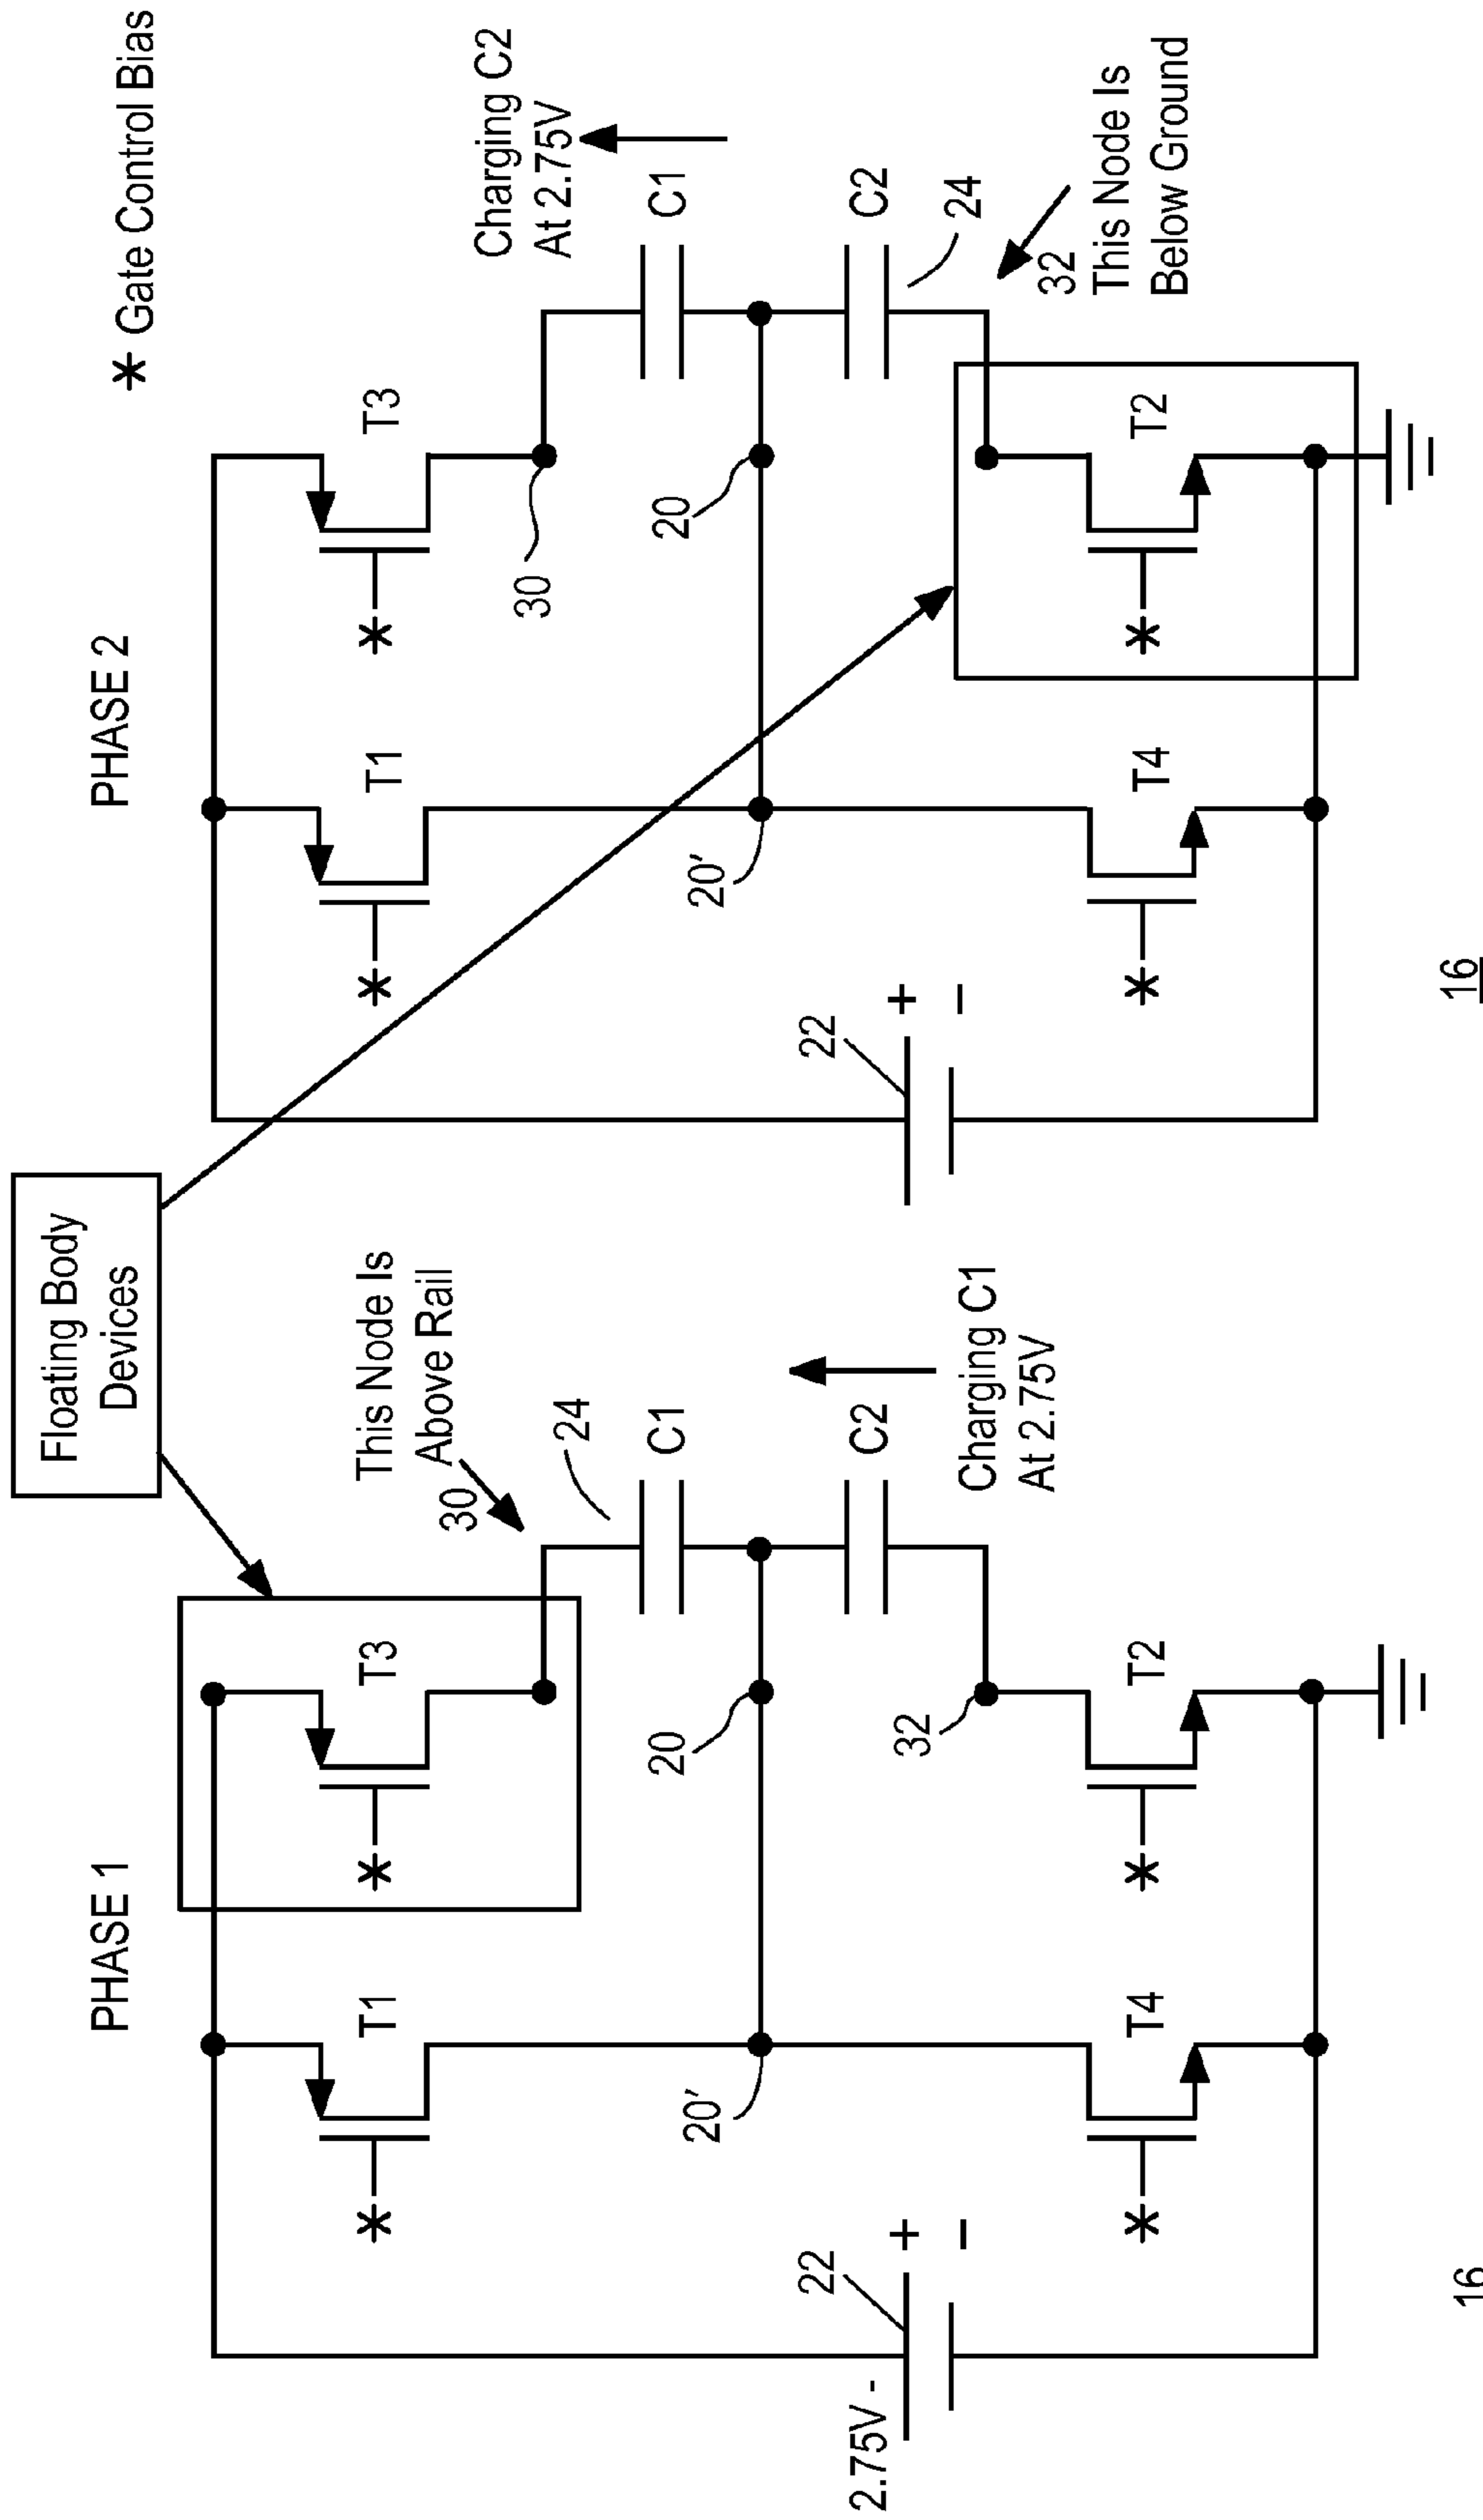 Floating Body
Devices
PHASE 1
This Node Is
Above Rail
30
T1
T3
24
C1
20'
20
C2
22
+
−
2.75V -
32
Charging C1
At 2.75V
*
*
*
*
T4
T2
16
PHASE 2
* Gate Control Bias
T1
T3
Charging C2
At 2.75V
30
C1
20'
20
C2
24
22
+
−
32
This Node Is
Below Ground
*
*
*
*
T4
T2
16